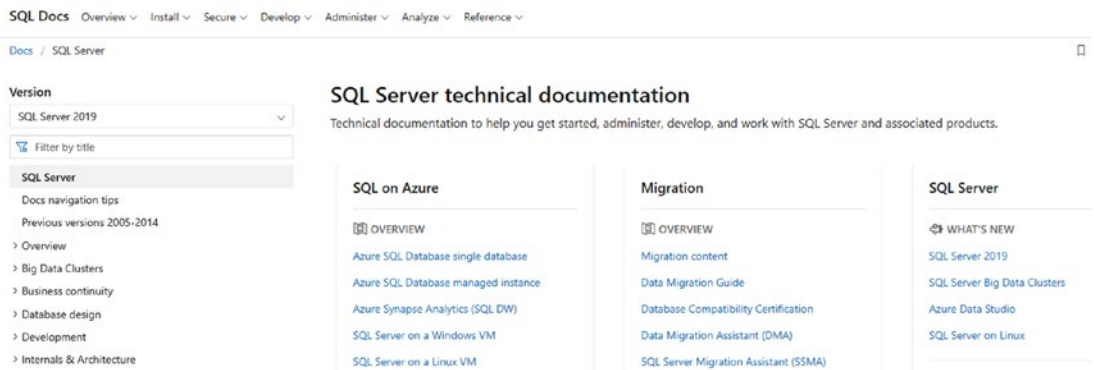 SQL Docs Overview Install Secure Develop Administer Analyze Reference
Docs / SQL Server
Version
SQL Server 2019
Filter by title
SQL Server
Docs navigation tips
Previous versions 2005-2014
Overview
Big Data Clusters
Business continuity
Database design
Development
Internals & Architecture
SQL Server technical documentation
Technical documentation to help you get started, administer, develop, and work with SQL Server and associated products.
SQL on Azure
OVERVIEW
Azure SQL Database single database
Azure SQL Database managed instance
Azure Synapse Analytics (SQL DW)
SQL Server on a Windows VM
SQL Server on a Linux VM
Migration
OVERVIEW
Migration content
Data Migration Guide
Database Compatibility Certification
Data Migration Assistant (DMA)
SQL Server Migration Assistant (SSMA)
SQL Server
WHAT'S NEW
SQL Server 2019
SQL Server Big Data Clusters
Azure Data Studio
SQL Server on Linux